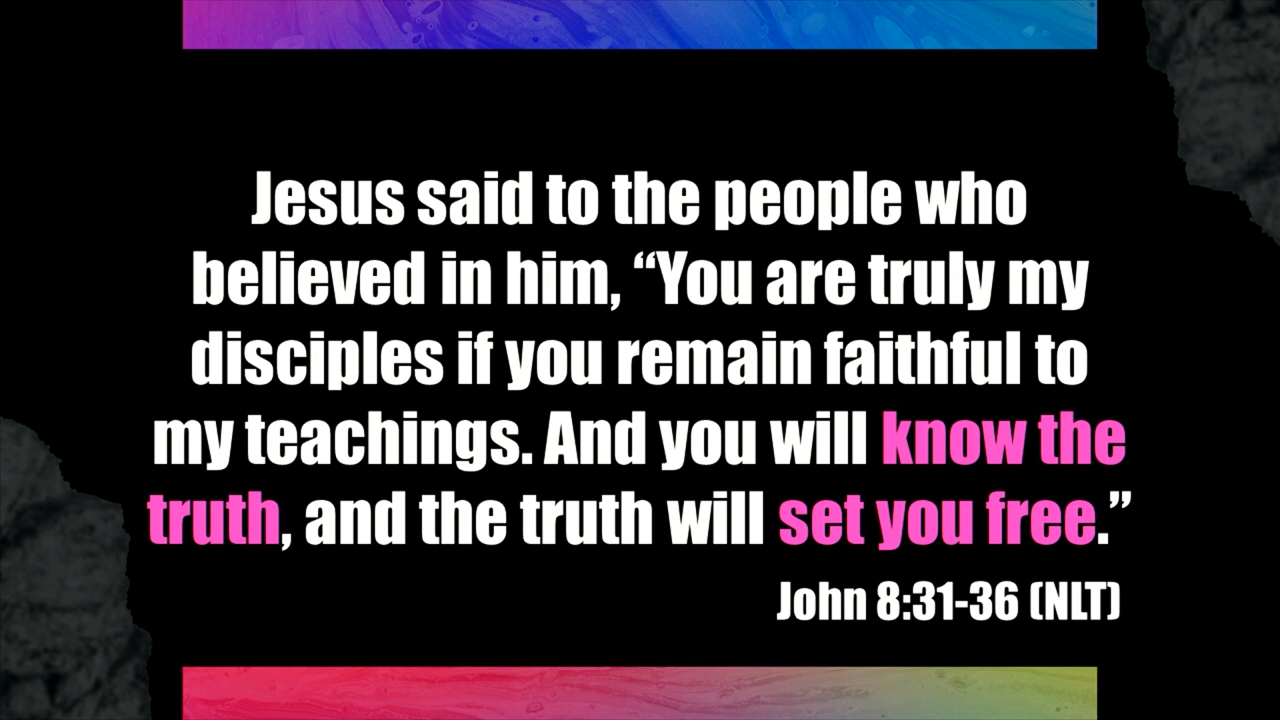 Jesus said to the people who
believed in him, “You are truly my
disciples if you remain faithful to
my teachings. And you will know the
truth, and the truth will set you free.”
John 8:31-36 (NLT)